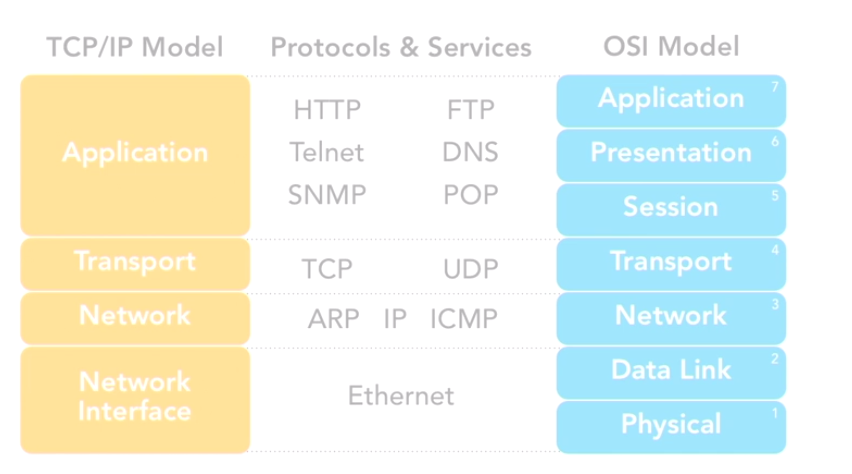 TCP/IP Model Protocols & Services OSI Model
Application
HTTP FTP
Telnet DNS
SNMP POP
Application 7
Presentation 6
Session 5
Transport
TCP UDP
Transport 4
Network
ARP IP ICMP
Network 3
Network
Interface
Ethernet
Data Link 2
Physical 1